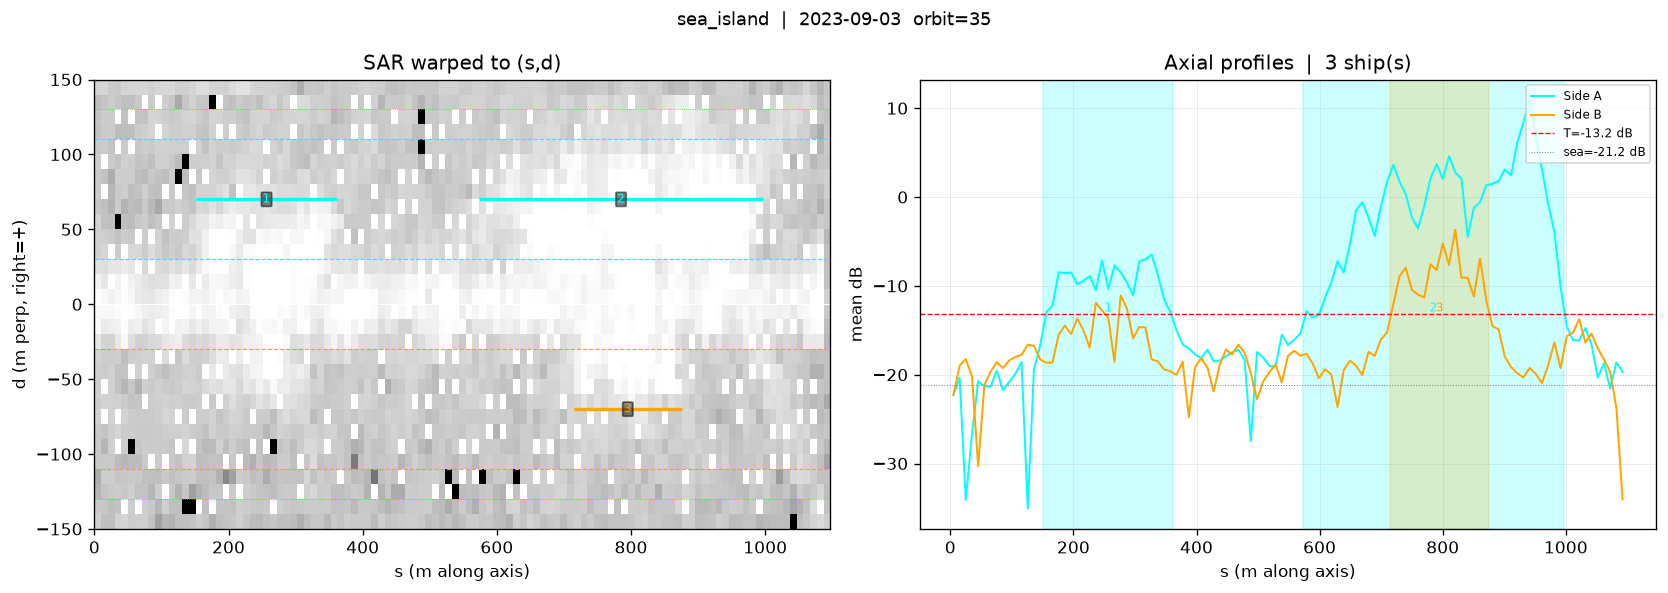 sea_island  |  2023-09-03  orbit=35
SAR warped to (s,d)
150
100
50
0
−50
−100
−150
d (m perp, right=+)
1
2
3
0 200 400 600 800 1000
s (m along axis)
Axial profiles  |  3 ship(s)
10
0
−10
−20
−30
mean dB
Side A
Side B
T=-13.2 dB
sea=-21.2 dB
1
2
3
0 200 400 600 800 1000
s (m along axis)